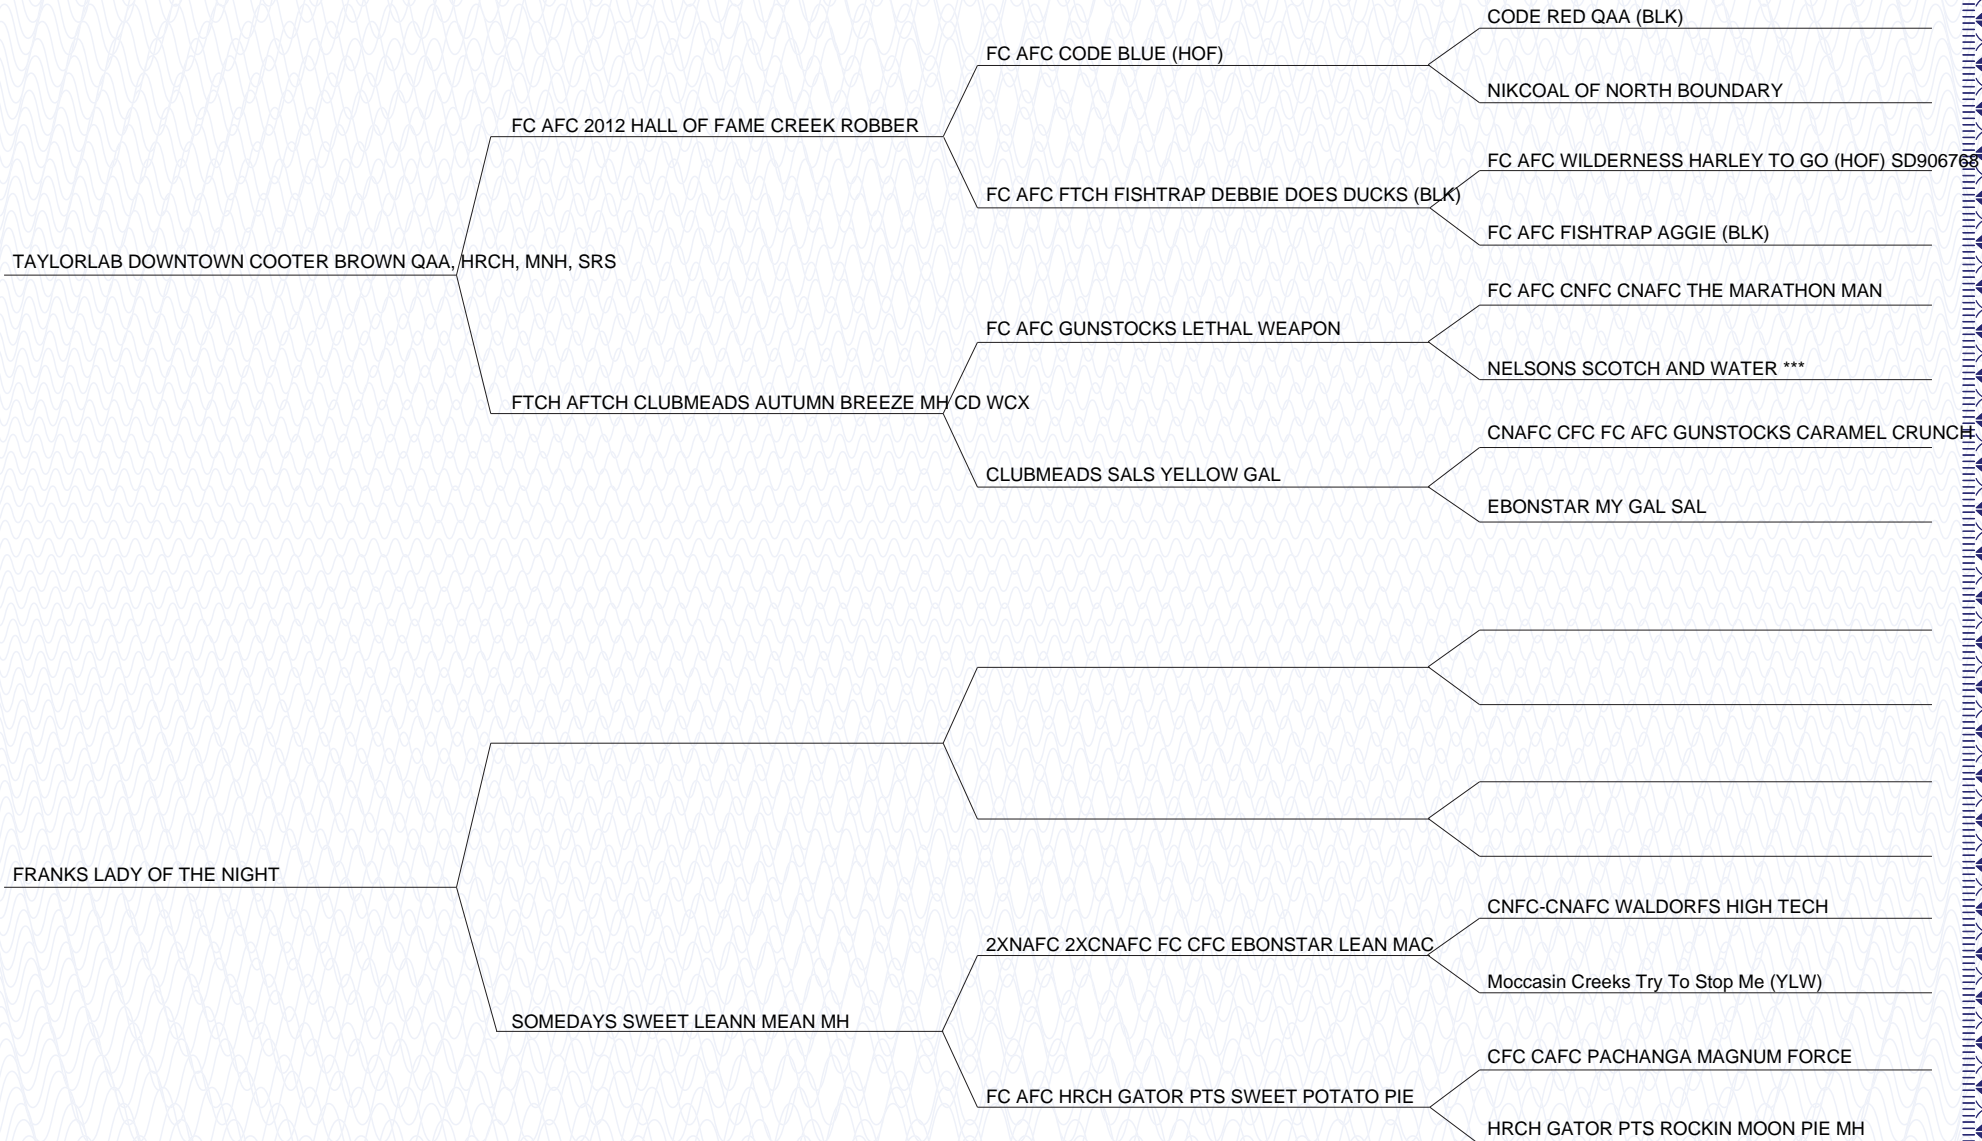 CODE RED QAA (BLK)
FC AFC CODE BLUE (HOF)
NIKCOAL OF NORTH BOUNDARY
FC AFC 2012 HALL OF FAME CREEK ROBBER
FC AFC WILDERNESS HARLEY TO GO (HOF) SD906768
FC AFC FTCH FISHTRAP DEBBIE DOES DUCKS (BLK)
FC AFC FISHTRAP AGGIE (BLK)
TAYLORLAB DOWNTOWN COOTER BROWN QAA, HRCH, MNH, SRS
FC AFC CNFC CNAFC THE MARATHON MAN
FC AFC GUNSTOCKS LETHAL WEAPON
NELSONS SCOTCH AND WATER ***
FTCH AFTCH CLUBMEADS AUTUMN BREEZE MH CD WCX
CNAFC CFC FC AFC GUNSTOCKS CARAMEL CRUNCH
CLUBMEADS SALS YELLOW GAL
EBONSTAR MY GAL SAL
FRANKS LADY OF THE NIGHT
CNFC-CNAFC WALDORFS HIGH TECH
2XNAFC 2XCNAFC FC CFC EBONSTAR LEAN MAC
Moccasin Creeks Try To Stop Me (YLW)
SOMEDAYS SWEET LEANN MEAN MH
CFC CAFC PACHANGA MAGNUM FORCE
FC AFC HRCH GATOR PTS SWEET POTATO PIE
HRCH GATOR PTS ROCKIN MOON PIE MH